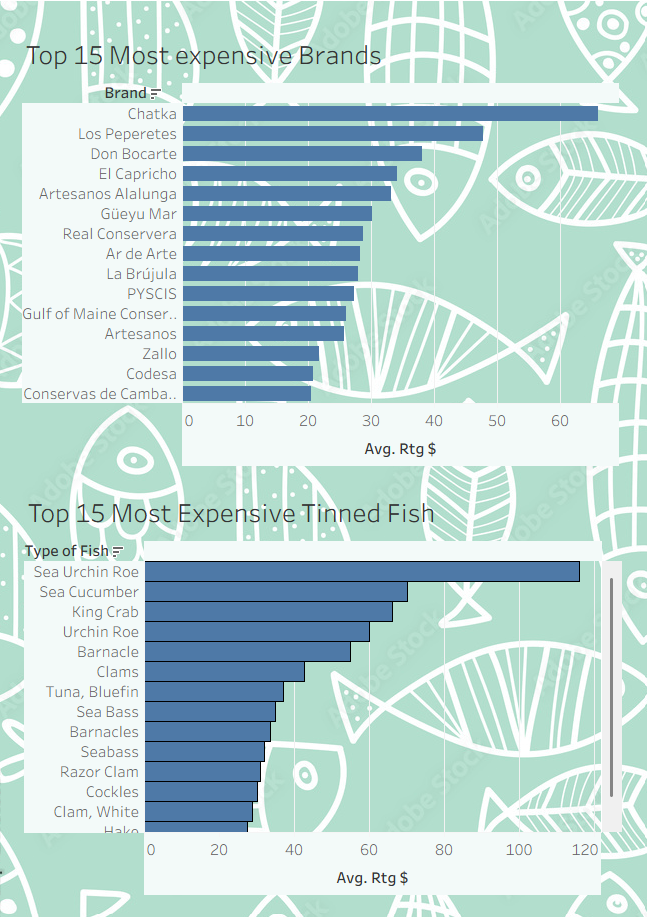 Top 15 Most expensive Brands
Brand
Chatka
Los Peperetes
Don Bocarte
El Capricho
Artesanos Alalunga
Güeyu Mar
Real Conservera
Ar de Arte
La Brújula
PYSCIS
Gulf of Maine Conser..
Artesanos
Zallo
Codesa
Conservas de Camba..
0 10 20 30 40 50 60
Avg. Rtg $
Top 15 Most Expensive Tinned Fish
Type of Fish
Sea Urchin Roe
Sea Cucumber
King Crab
Urchin Roe
Barnacle
Clams
Tuna, Bluefin
Sea Bass
Barnacles
Seabass
Razor Clam
Cockles
Clam, White
Hake
0 20 40 60 80 100 120
Avg. Rtg $
Adobe Stock